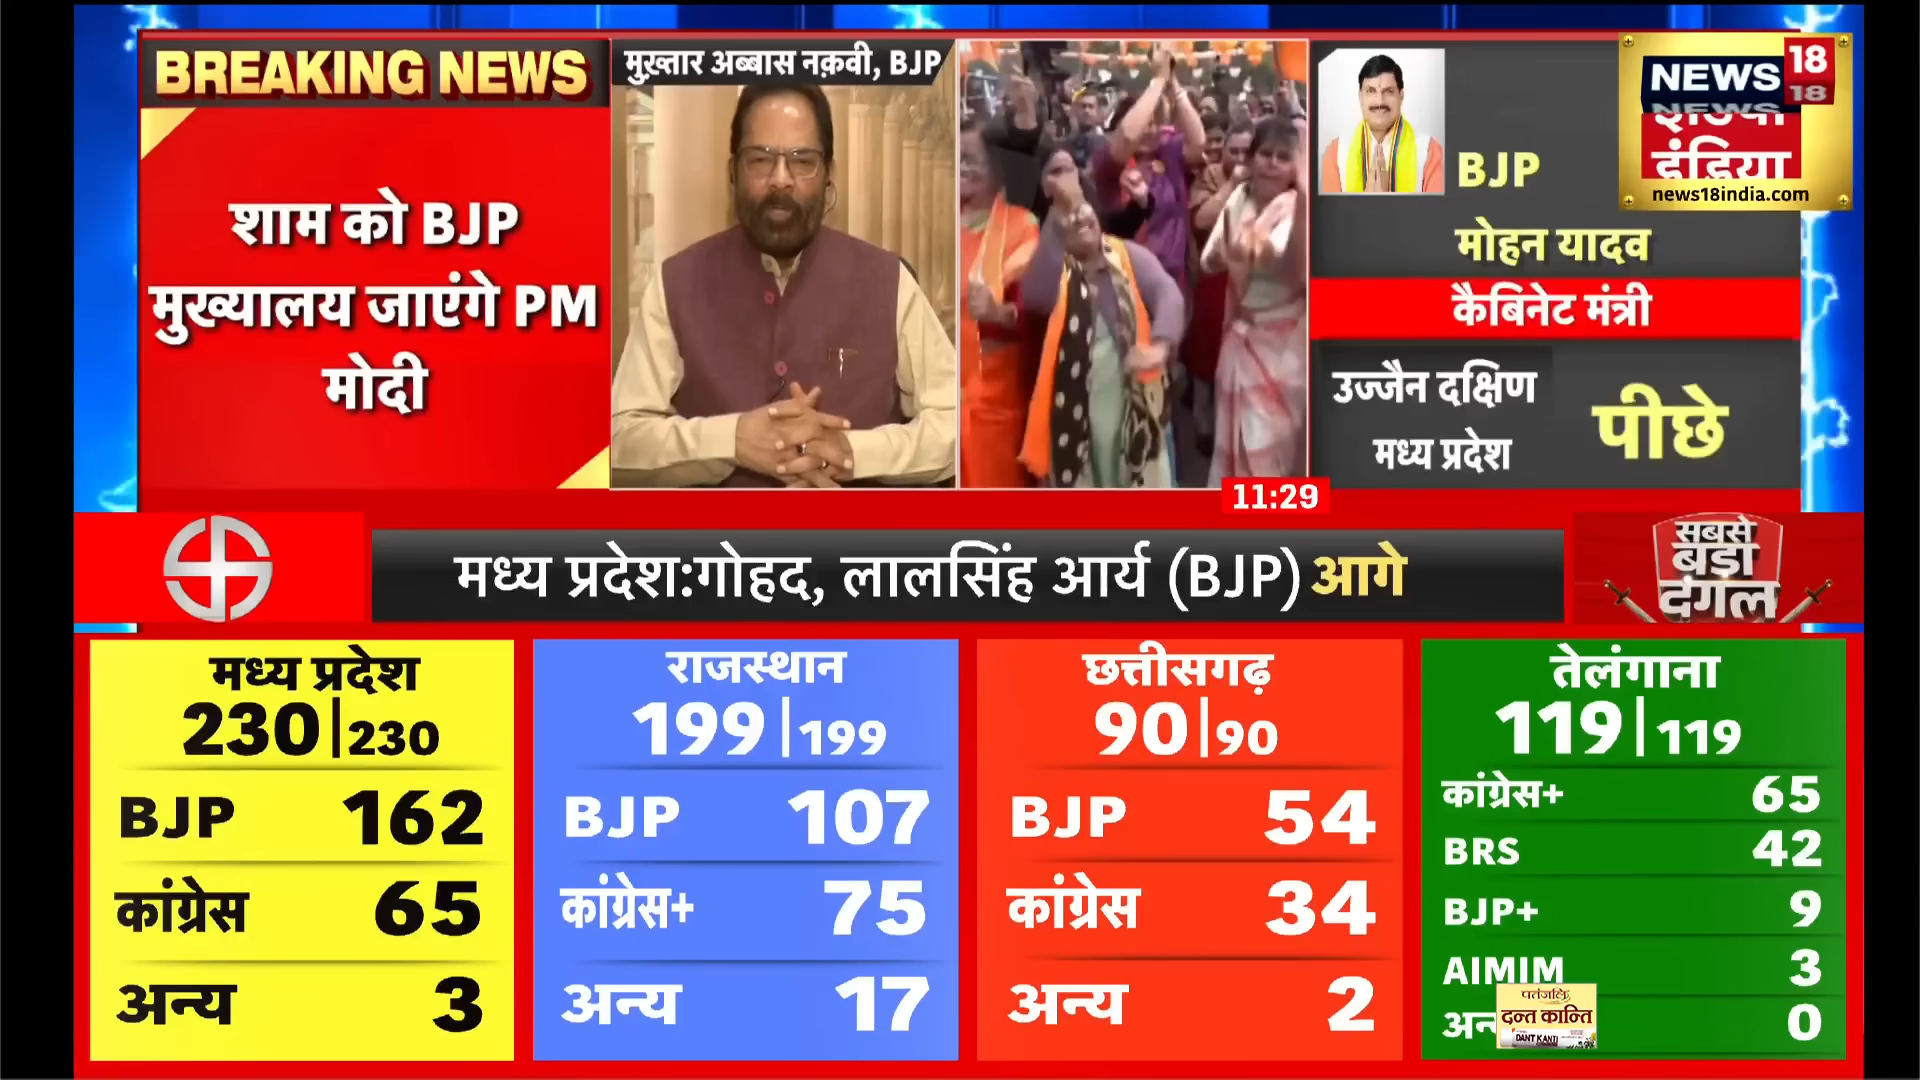 BREAKING NEWS
शाम को BJP
मुख्यालय जाएंगे PM
मोदी
मुख़्तार अब्बास नक़वी, BJP
BJP
मोहन यादव
कैबिनेट मंत्री
उज्जैन दक्षिण
मध्य प्रदेश
पीछे
NEWS 18
इंडिया
news18india.com
11:29
मध्य प्रदेश:गोहद, लालसिंह आर्य (BJP) आगे
सबसे
बड़ा
दंगल
मध्य प्रदेश
230|230
BJP 162
कांग्रेस 65
अन्य 3
राजस्थान
199|199
BJP 107
कांग्रेस+ 75
अन्य 17
छत्तीसगढ़
90|90
BJP 54
कांग्रेस 34
अन्य 2
तेलंगाना
119|119
कांग्रेस+ 65
BRS 42
BJP+ 9
AIMIM 3
0
पतंजलि
दन्त कान्ति
DANT KANTI